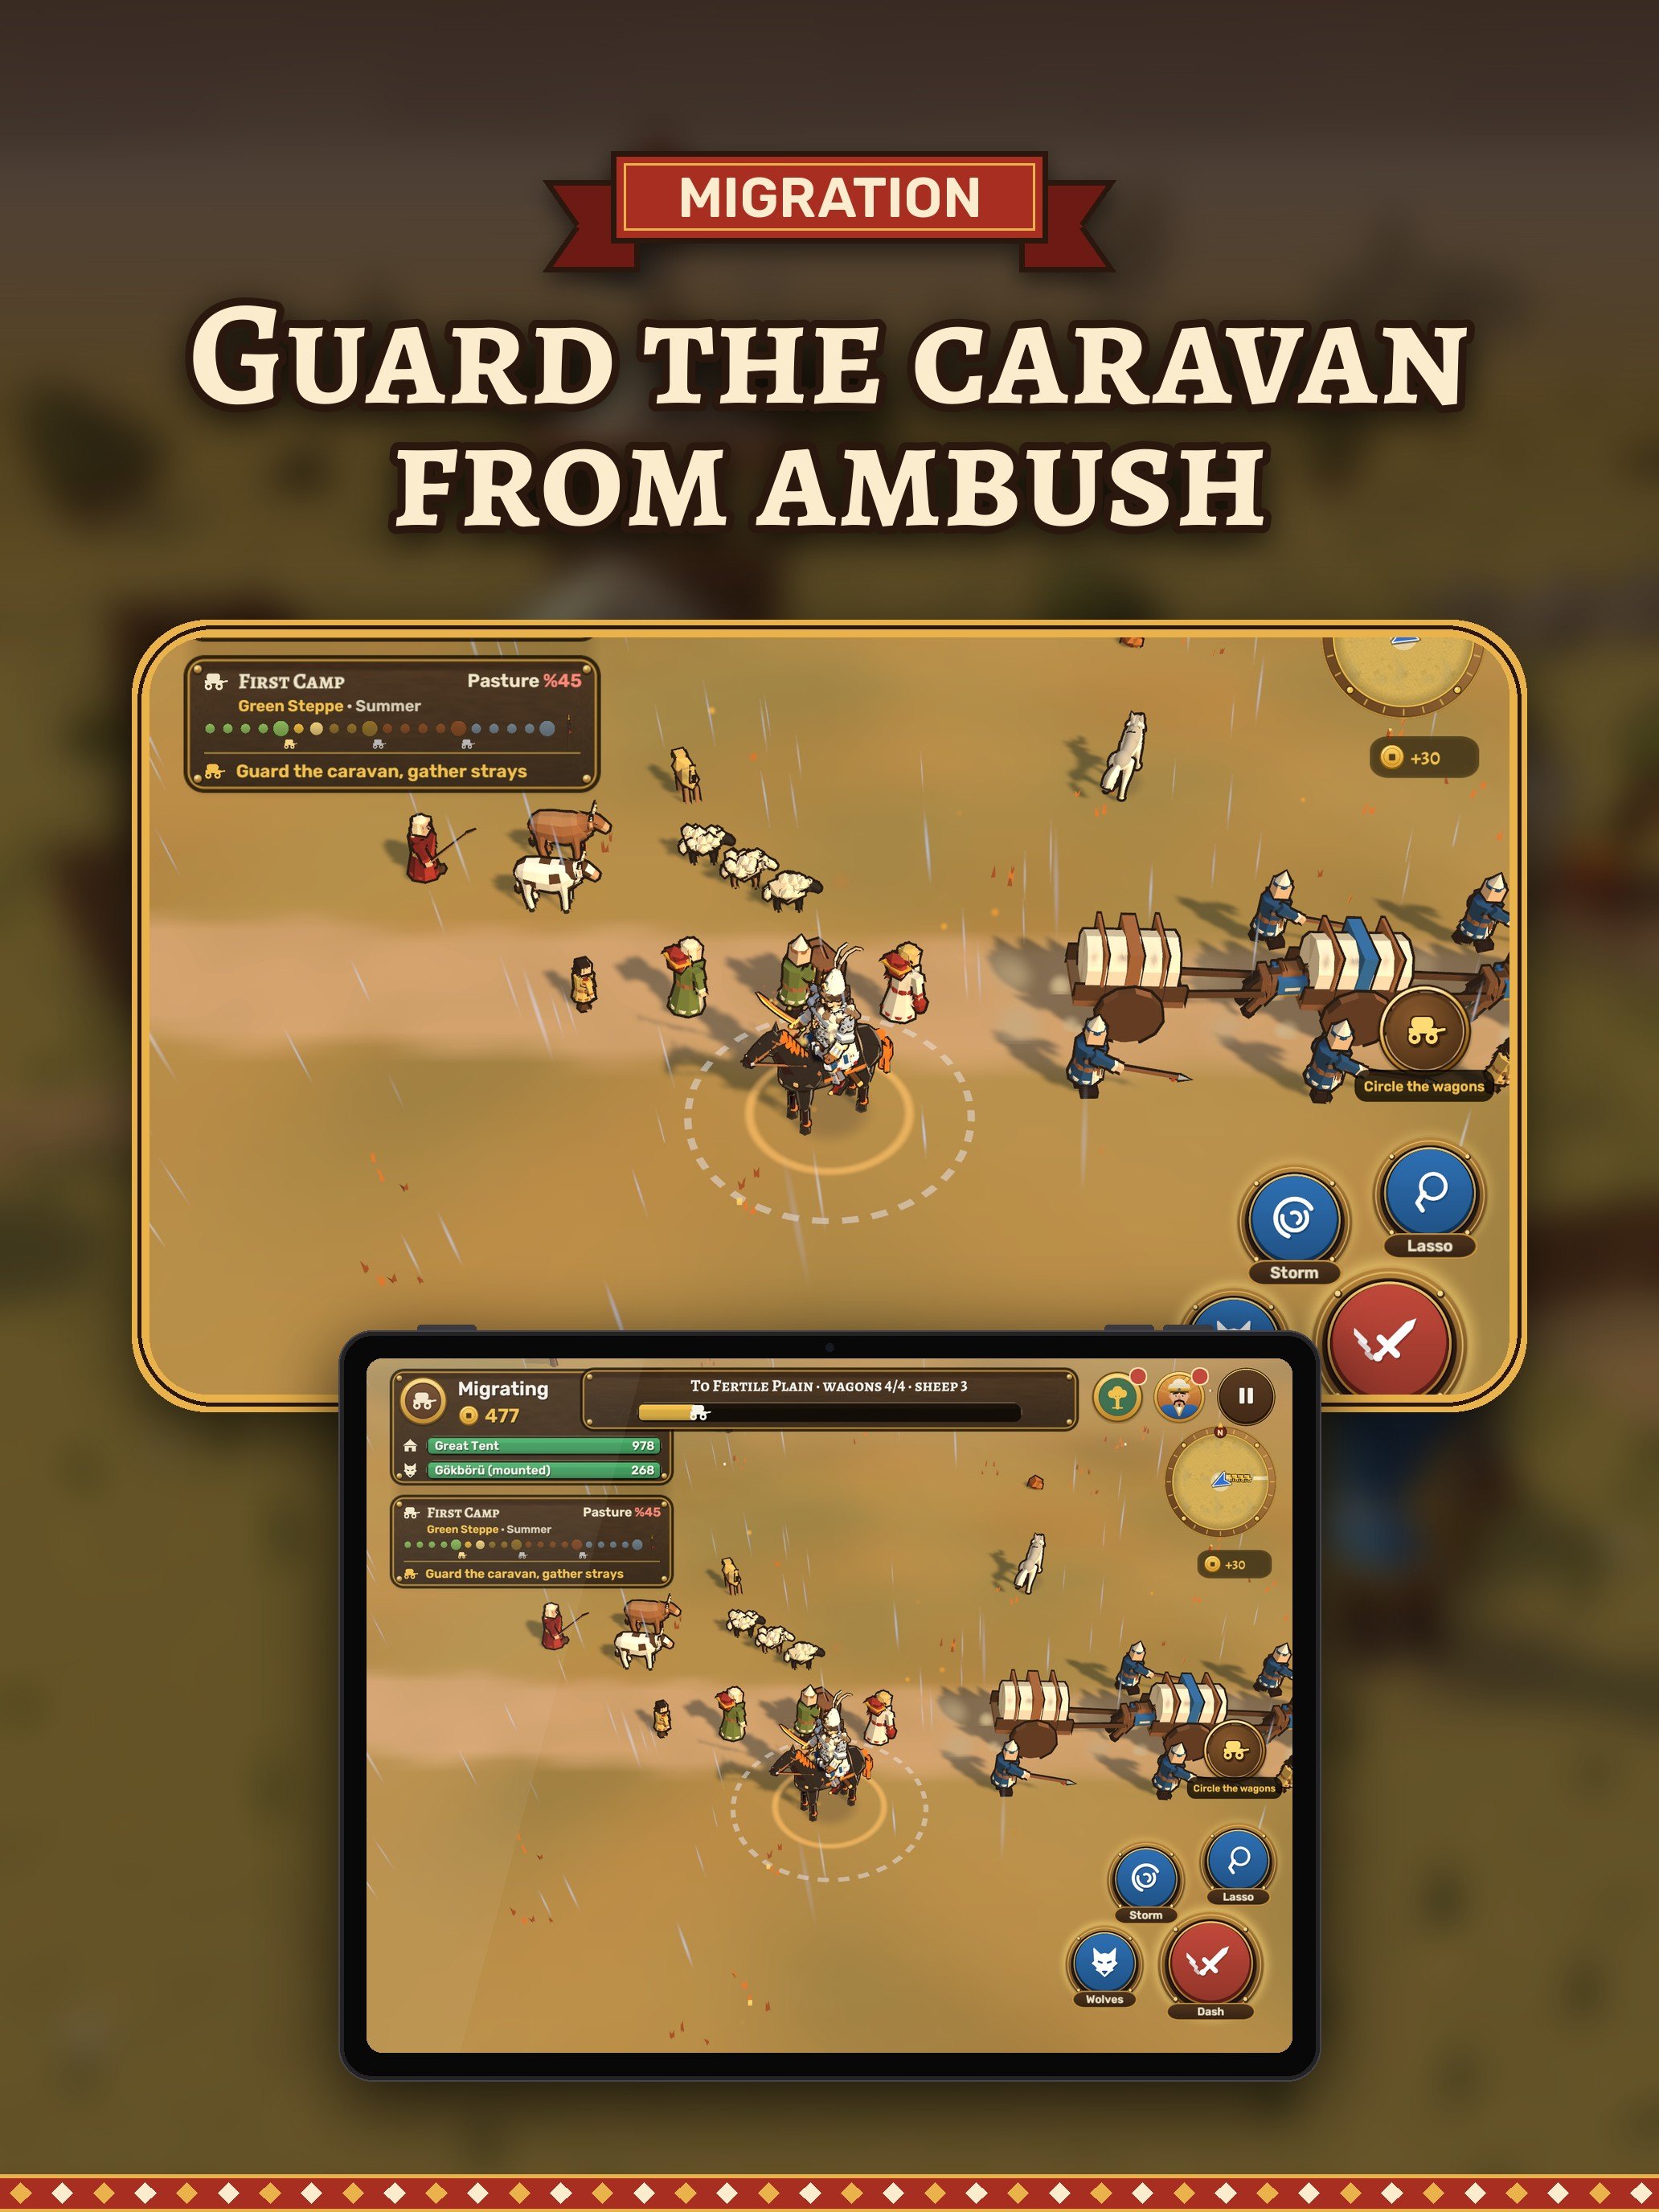 MIGRATION
GUARD THE CARAVAN
FROM AMBUSH
FIRST CAMP Pasture %45
Green Steppe • Summer
Guard the caravan, gather strays
+30
Circle the wagons
Lasso
Storm
Migrating
477
TO FERTILE PLAIN · WAGONS 4/4 · SHEEP 3
N
Great Tent 978
Gökbörü (mounted) 268
FIRST CAMP Pasture %45
Green Steppe • Summer
Guard the caravan, gather strays
+30
Circle the wagons
Lasso
Storm
Wolves
Dash